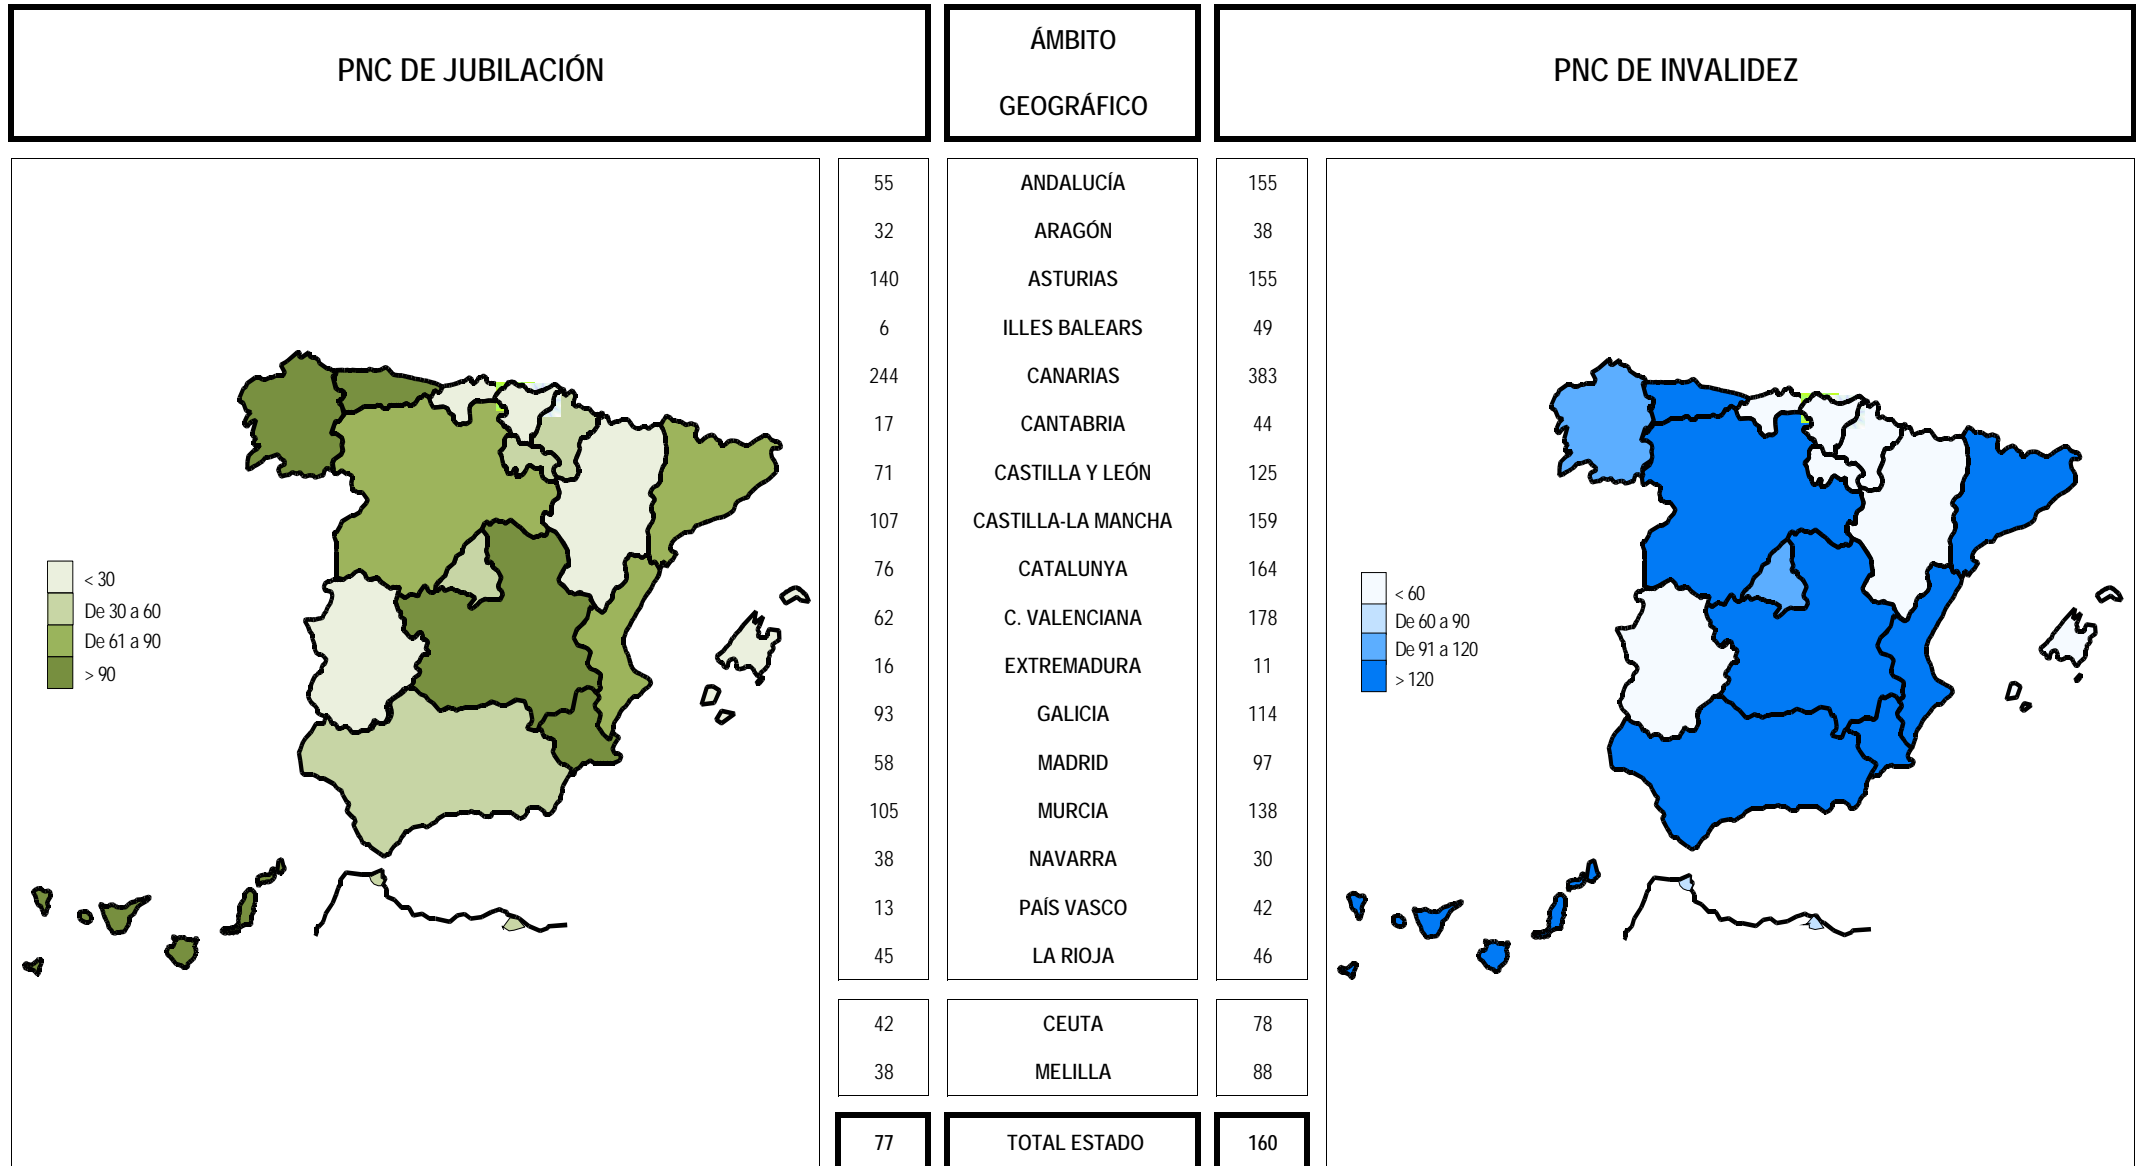 PNC DE JUBILACIÓN
ÁMBITO
GEOGRÁFICO
PNC DE INVALIDEZ
55 ANDALUCÍA 155
32 ARAGÓN 38
140 ASTURIAS 155
6 ILLES BALEARS 49
244 CANARIAS 383
17 CANTABRIA 44
71 CASTILLA Y LEÓN 125
107 CASTILLA-LA MANCHA 159
76 CATALUNYA 164
62 C. VALENCIANA 178
16 EXTREMADURA 11
93 GALICIA 114
58 MADRID 97
105 MURCIA 138
38 NAVARRA 30
13 PAÍS VASCO 42
45 LA RIOJA 46
42 CEUTA 78
38 MELILLA 88
77 TOTAL ESTADO 160
< 30
De 30 a 60
De 61 a 90
> 90
< 60
De 60 a 90
De 91 a 120
> 120